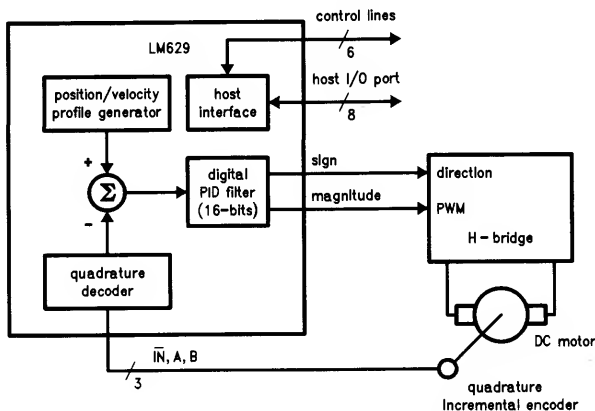 control lines
6
LM629
host I/O port
8
position/velocity
profile generator
host
interface
+
Σ
-
digital
PID filter
(16-bits)
sign
magnitude
direction
PWM
H-bridge
quadrature
decoder
DC motor
I̅N̅, A, B
3
quadrature
Incremental encoder